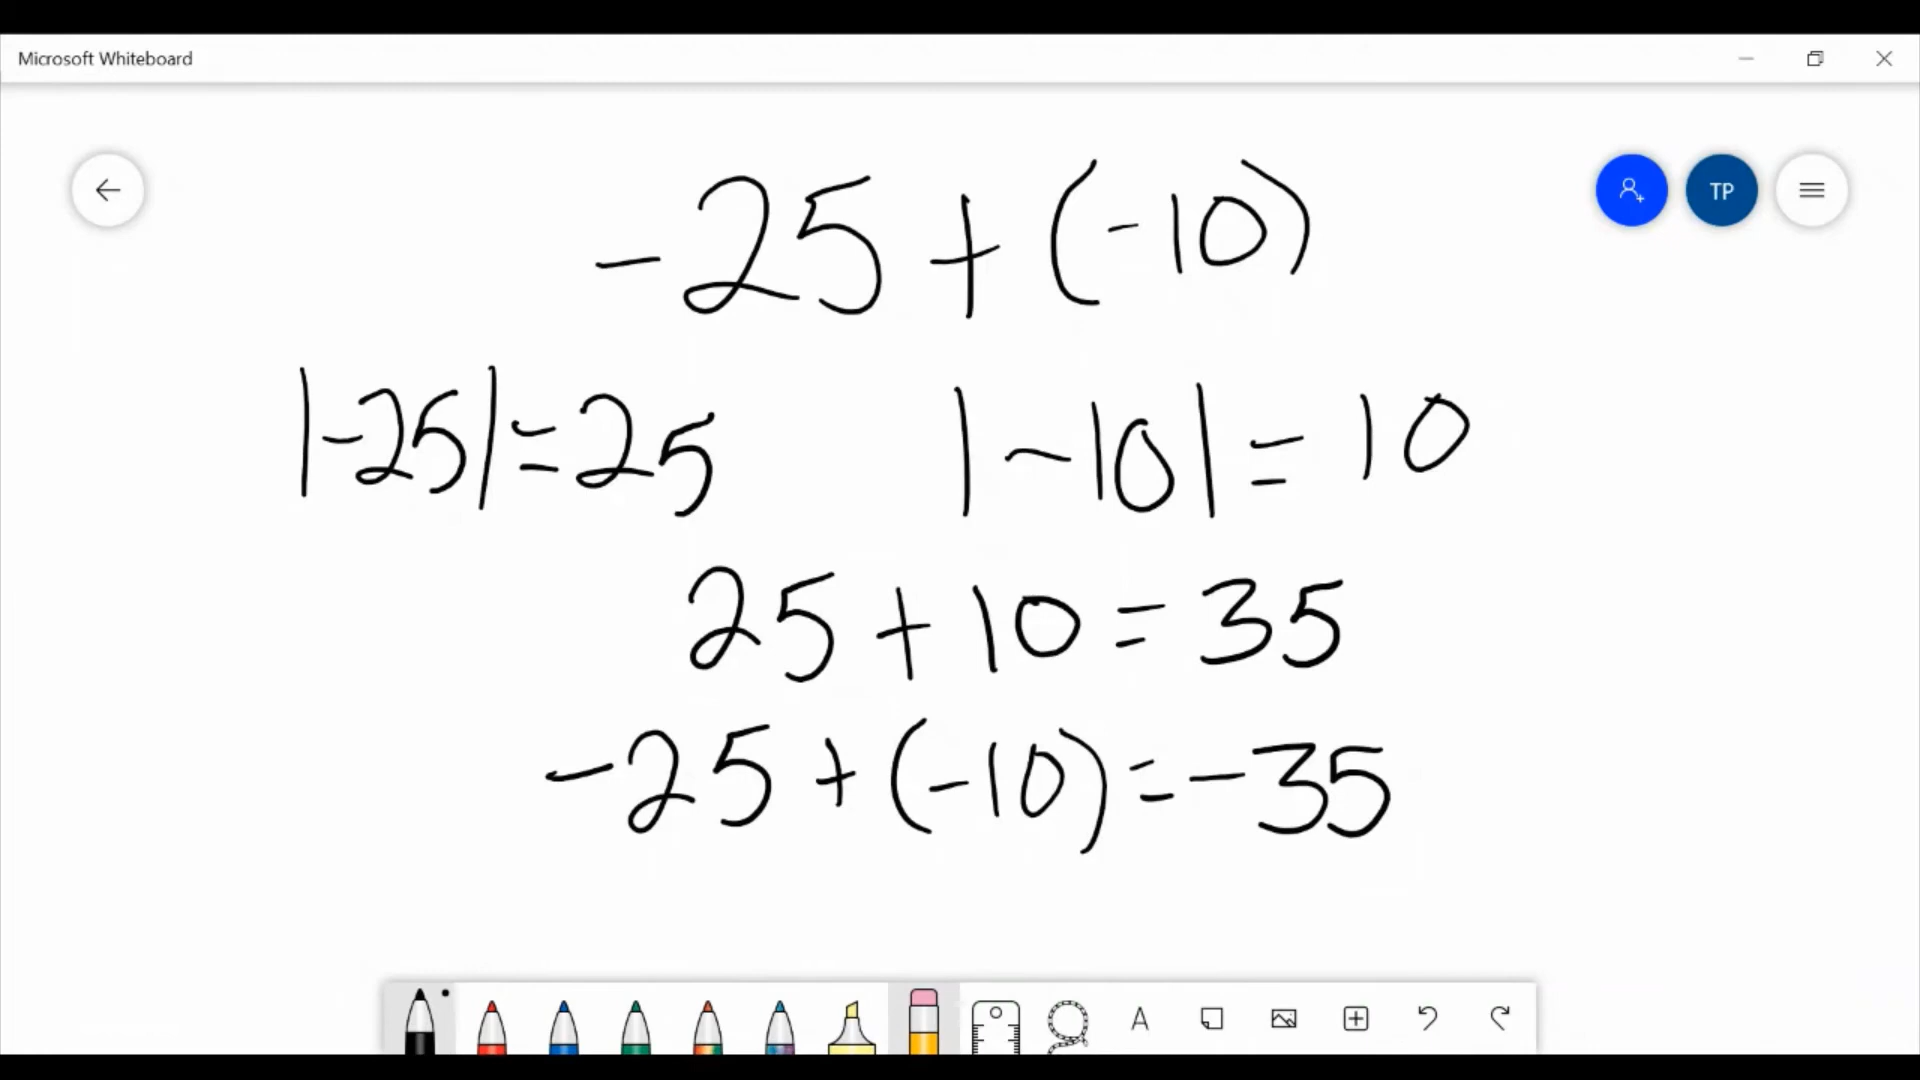 Microsoft Whiteboard
-25 + (-10)
TP
|-25| = 25 |-10| = 10
25 + 10 = 35
-25 + (-10) = -35
A